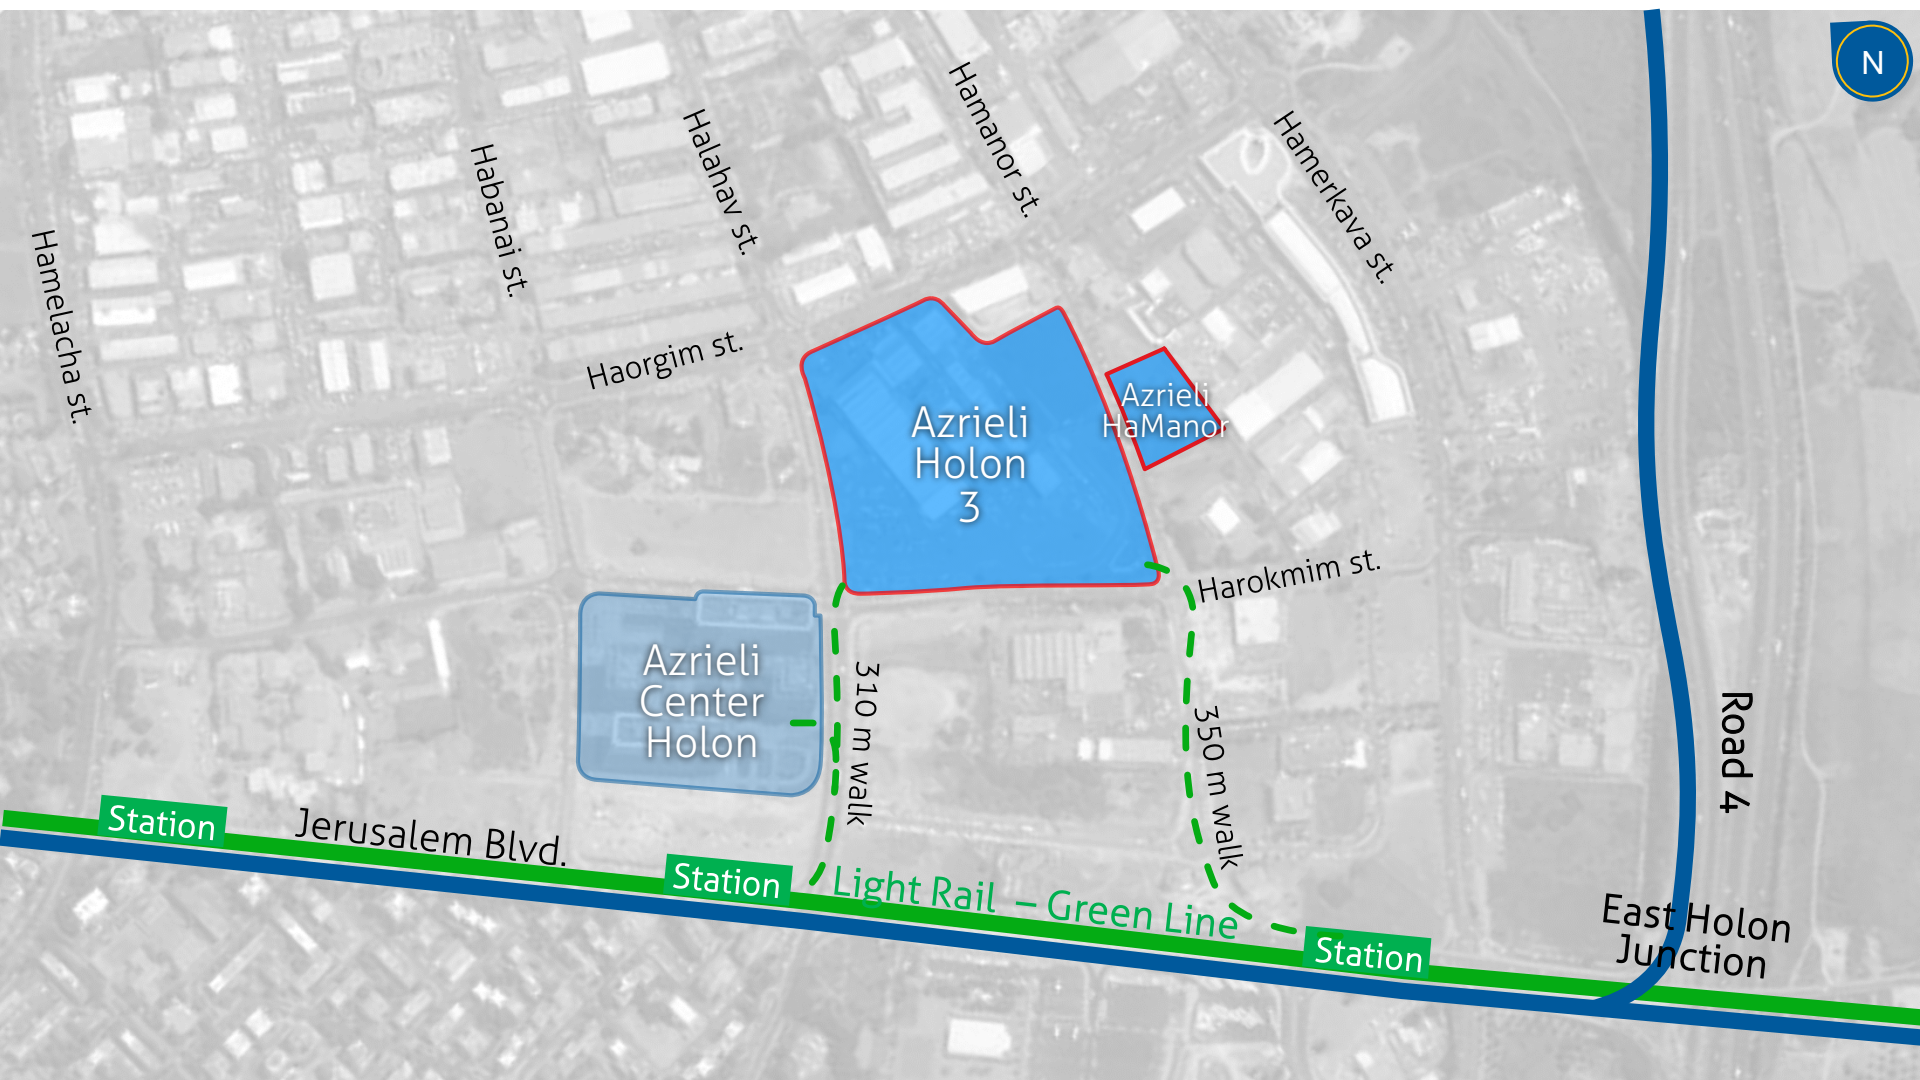 N
Hamanor st.
Halahav st.
Hamerkava st.
Habanai st.
Hamelacha st.
Haorgim st.
Azrieli
Holon
3
Azrieli
HaManor
Harokmim st.
Azrieli
Center
Holon
310 m walk
350 m walk
Road 4
Station
Jerusalem Blvd.
Station
Light Rail – Green Line
Station
East Holon
Junction